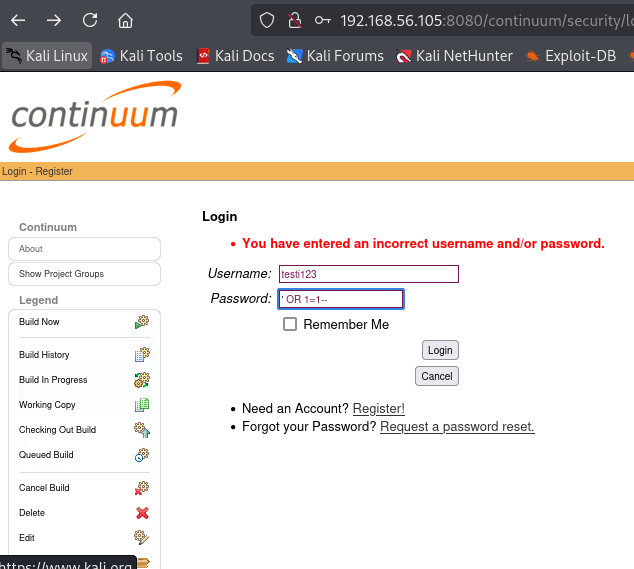 192.168.56.105:8080/continuum/security/lo
Kali Linux Kali Tools Kali Docs Kali Forums Kali NetHunter Exploit-DB
continuum
Login - Register
Continuum
About
Show Project Groups
Legend
Build Now
Build History
Build In Progress
Working Copy
Checking Out Build
Queued Build
Cancel Build
Delete
Edit
Login
• You have entered an incorrect username and/or password.
Username: testi123
Password: ' OR 1=1--
Remember Me
Login
Cancel
• Need an Account? Register!
• Forgot your Password? Request a password reset.
https://www.kali.org